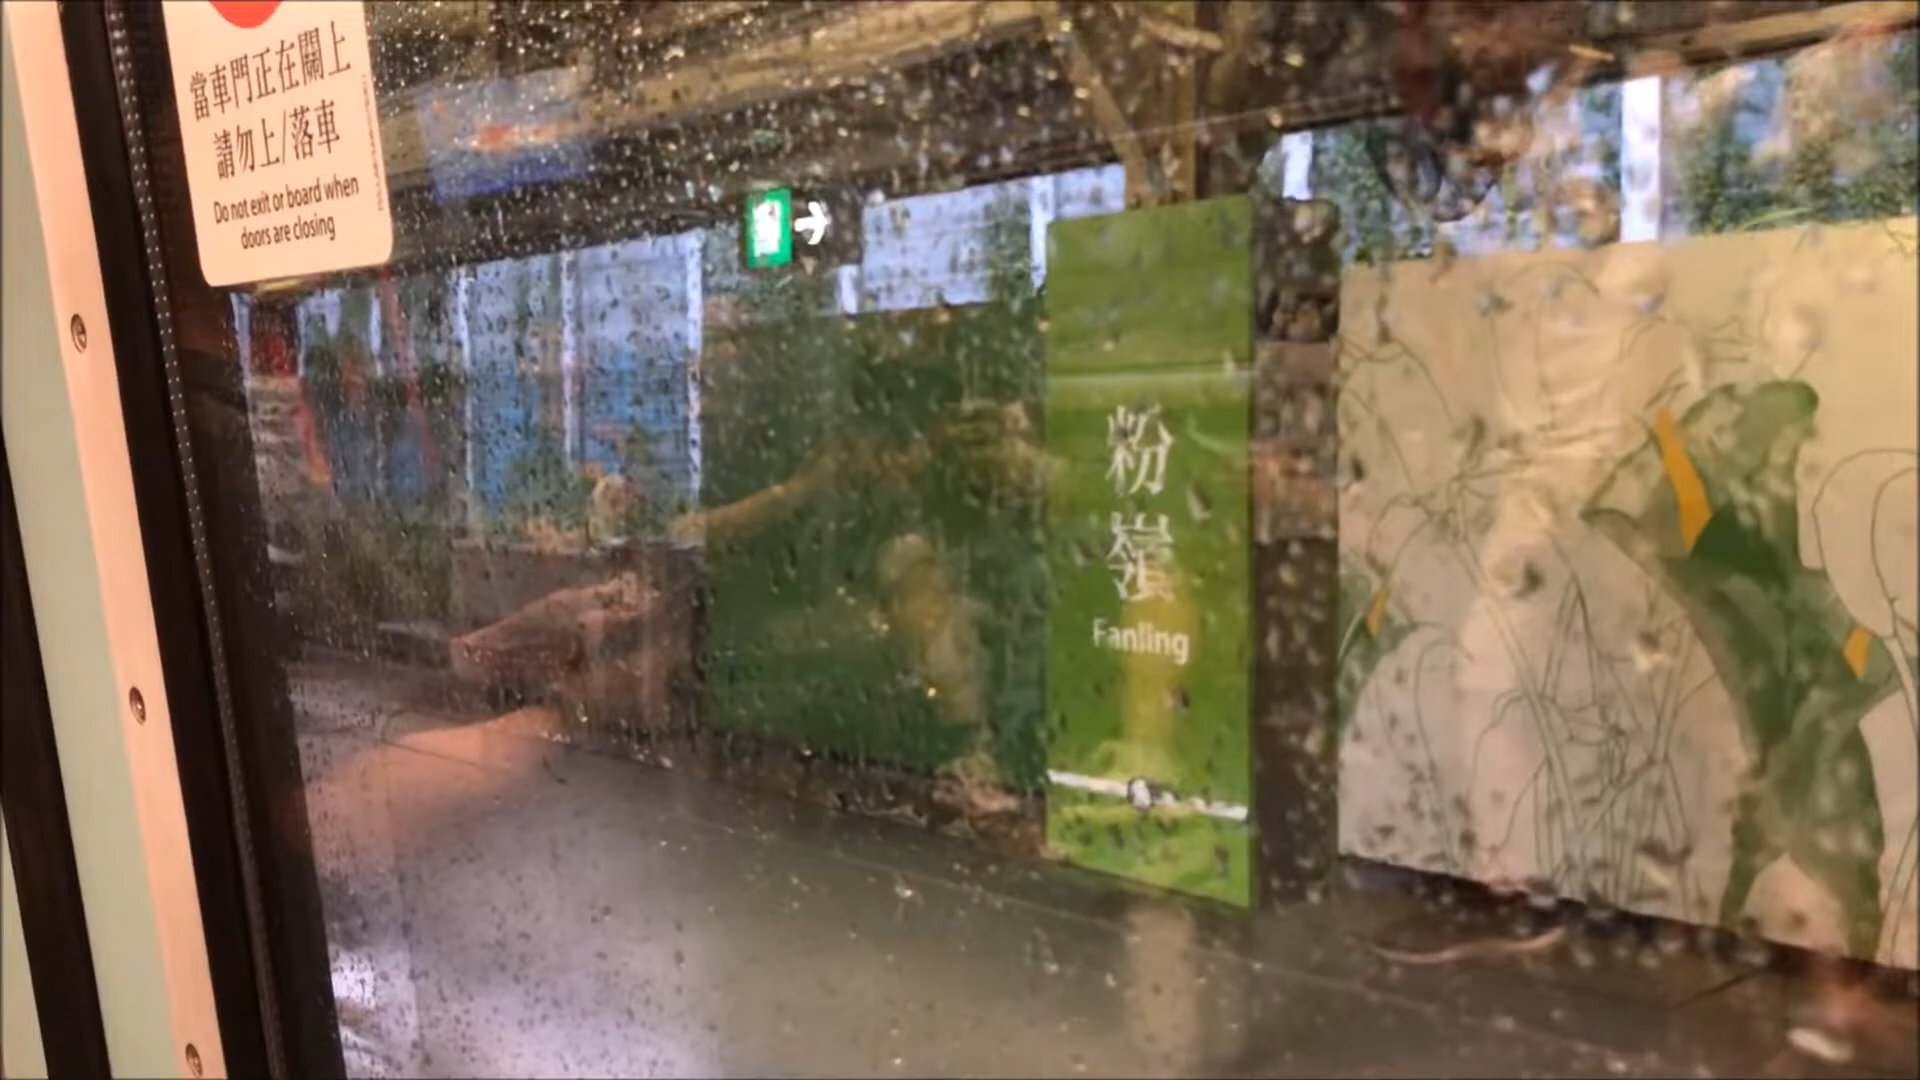 當車門正在關上
請勿上/落車
Do not exit or board when
doors are closing
粉
嶺
Fanling